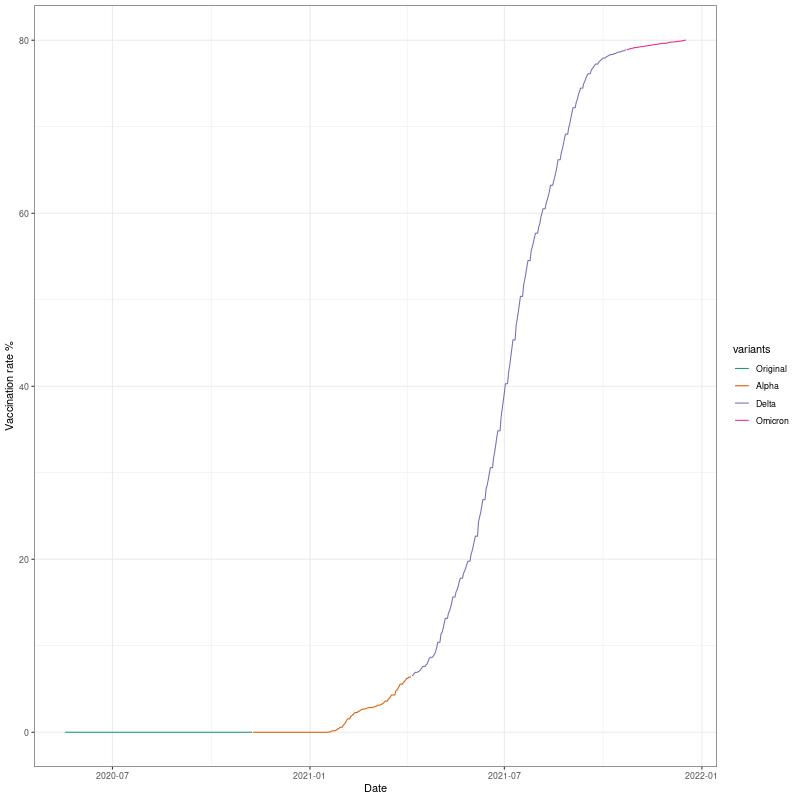 80
60
40
20
0
Vaccination rate %
2020-07
2021-01
2021-07
2022-01
Date
variants
Original
Alpha
Delta
Omicron